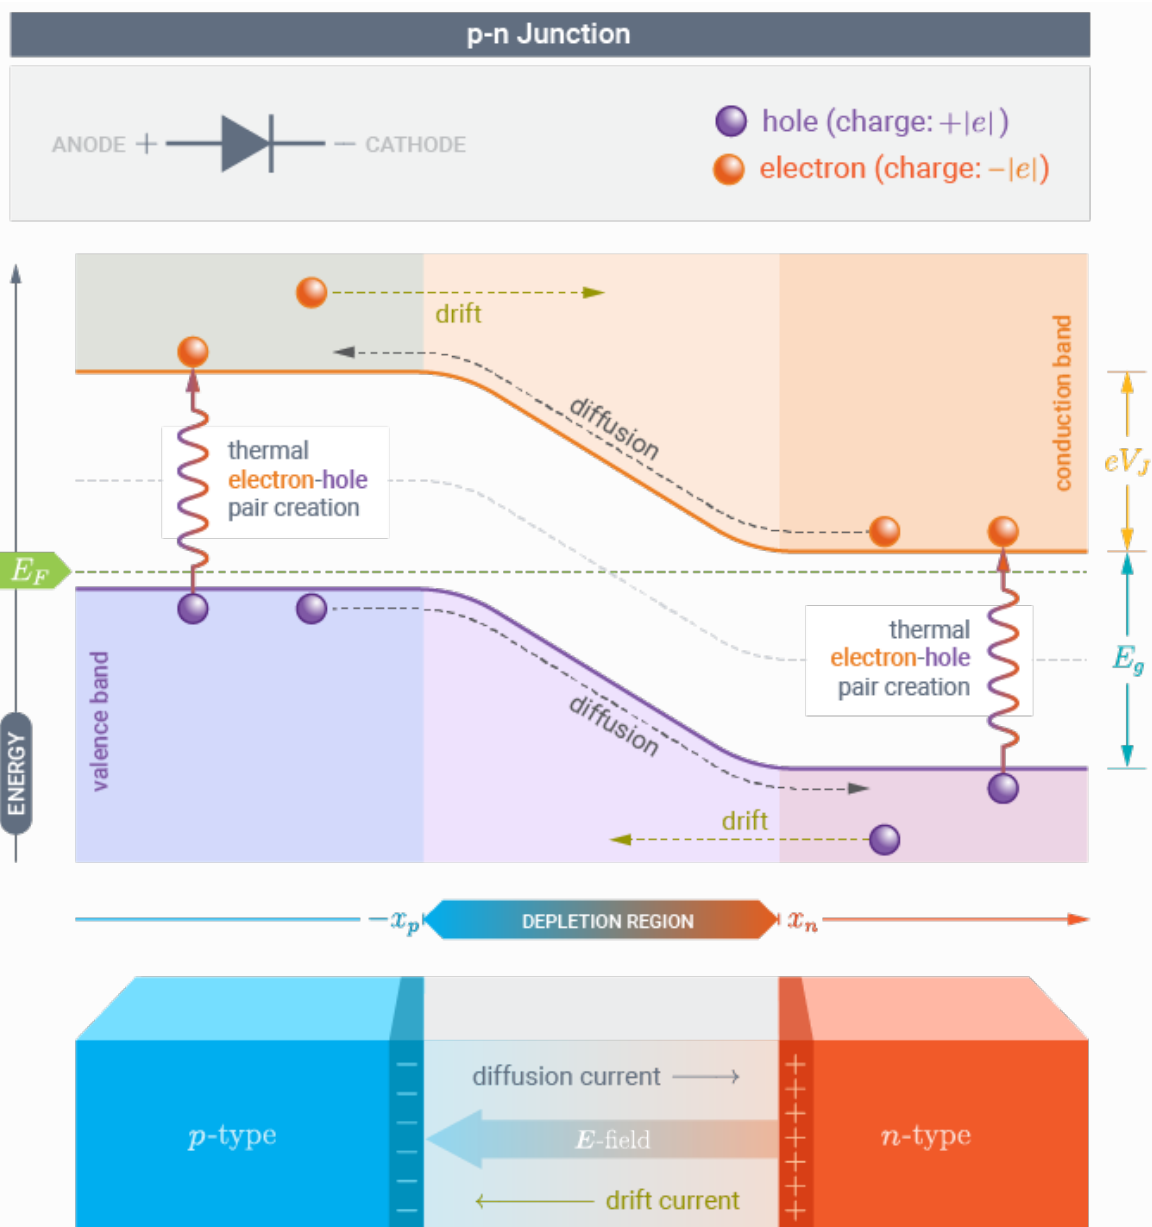 p-n Junction
ANODE + − CATHODE
hole (charge: +|e|)
electron (charge: −|e|)
drift
diffusion
conduction band
thermal
electron-hole
pair creation
eV_J
E_F
thermal
electron-hole
pair creation
E_g
valence band
diffusion
drift
ENERGY
−x_p
DEPLETION REGION
x_n
diffusion current
p-type
E-field
n-type
drift current
− − − − − −
+ + + + + + + +